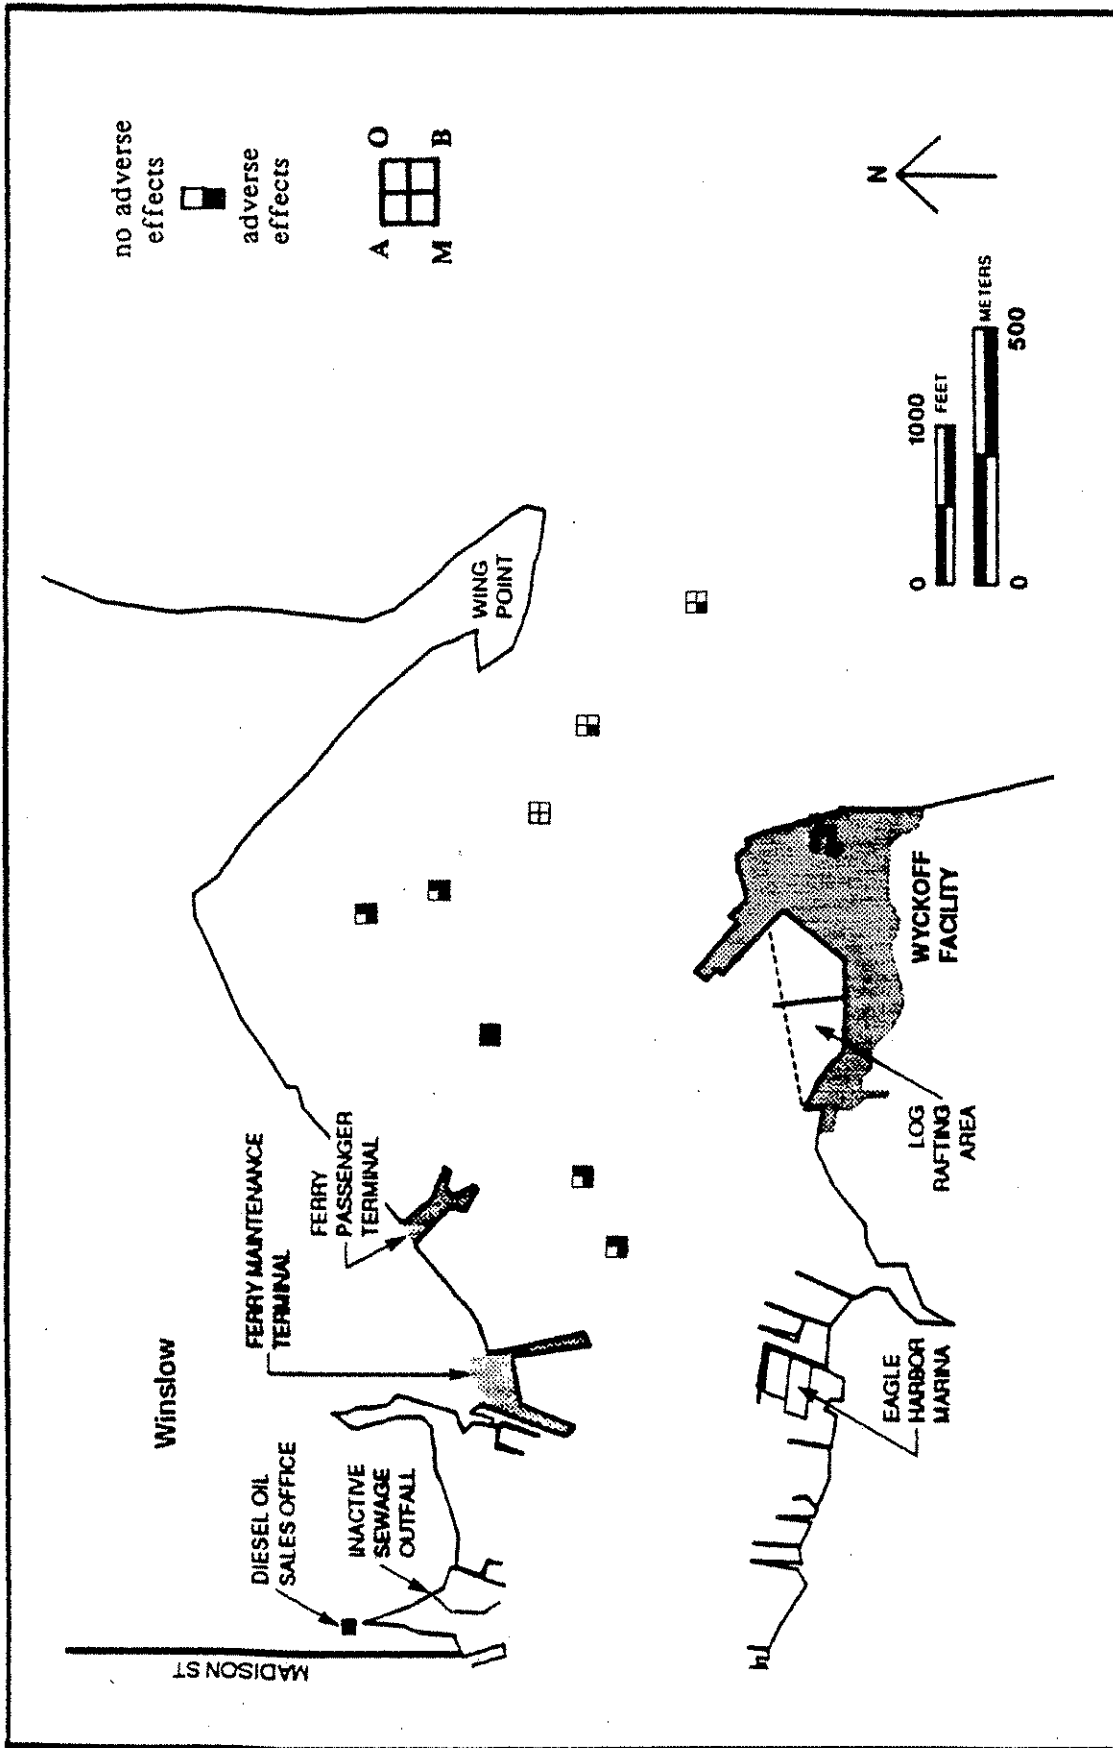 no adverse
effects
adverse
effects
A
O
M
B
Winslow
MADISON ST
DIESEL OIL
SALES OFFICE
INACTIVE
SEWAGE
OUTFALL
FERRY MAINTENANCE
TERMINAL
FERRY
PASSENGER
TERMINAL
WING
POINT
EAGLE
HARBOR
MARINA
LOG
RAFTING
AREA
WYCKOFF
FACILITY
N
0
1000
FEET
METERS
0
500